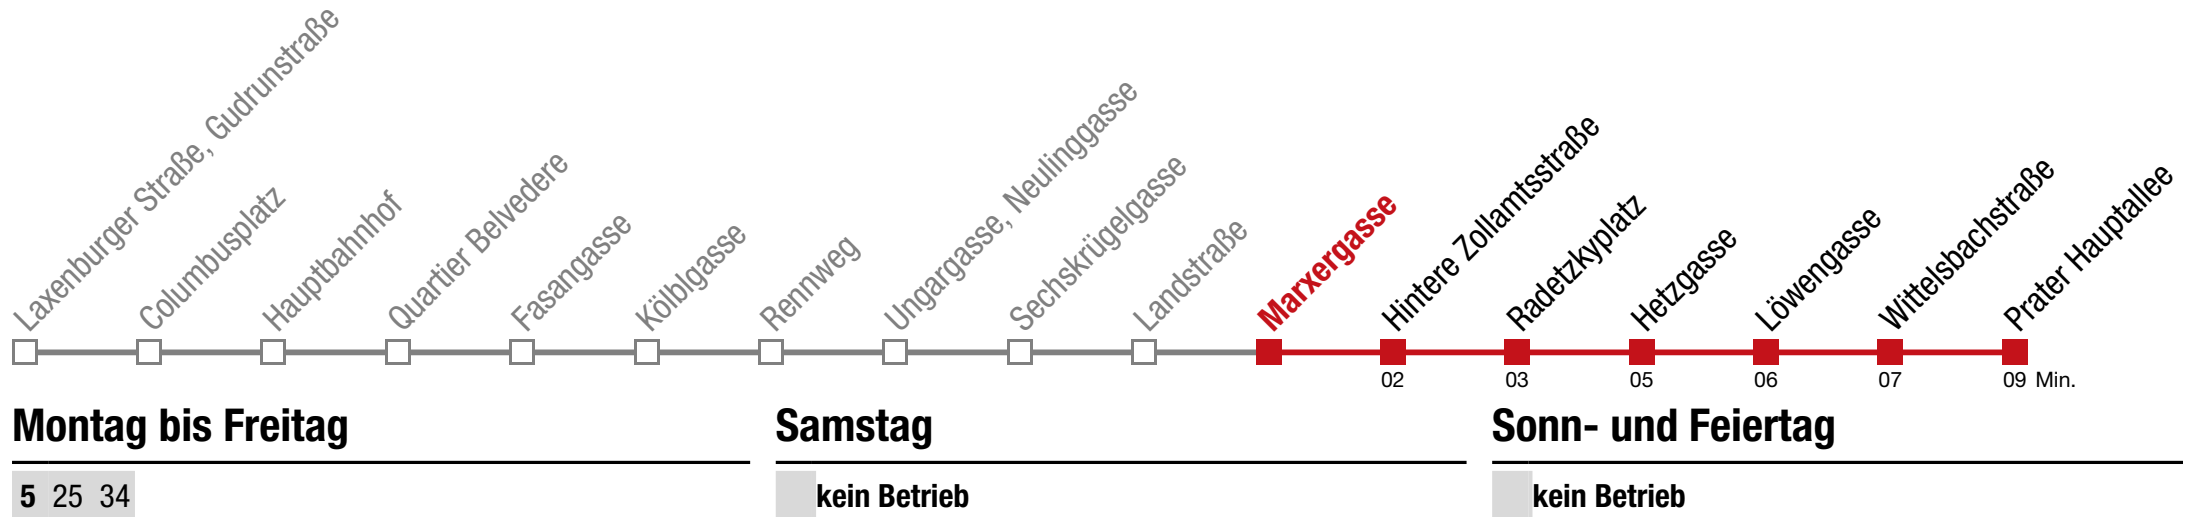 Laxenburger Straße, Gudrunstraße
Columbusplatz
Hauptbahnhof
Quartier Belvedere
Fasangasse
Kölblgasse
Rennweg
Ungargasse, Neulinggasse
Sechskrügelgasse
Landstraße
Marxergasse
Hintere Zollamtsstraße
Radetzkyplatz
Hetzgasse
Löwengasse
Wittelsbachstraße
Prater Hauptallee
02 03 05 06 07 09 Min.
Montag bis Freitag
5 25 34
Samstag
kein Betrieb
Sonn- und Feiertag
kein Betrieb